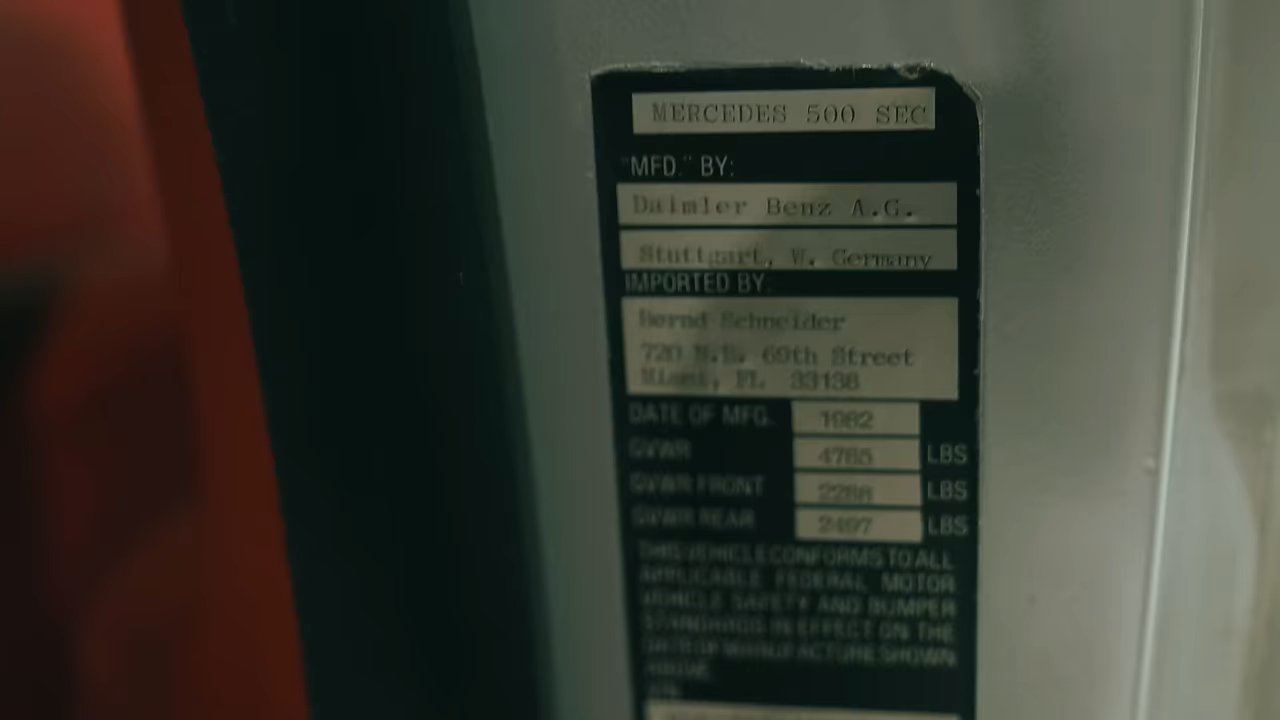 MERCEDES 500 SEC
"MFD." BY:
Daimler Benz A.G.
Stuttgart, W. Germany
IMPORTED BY:
Bernd Schneider
720 N.E. 69th Street
Miami, FL 33138
DATE OF MFG. 1982
GVWR 4785 LBS
GVWR FRONT 2288 LBS
GVWR REAR 2497 LBS
THIS VEHICLE CONFORMS TO ALL
APPLICABLE FEDERAL MOTOR
VEHICLE SAFETY AND BUMPER
STANDARDS IN EFFECT ON THE
DATE OF MANUFACTURE SHOWN
ABOVE.